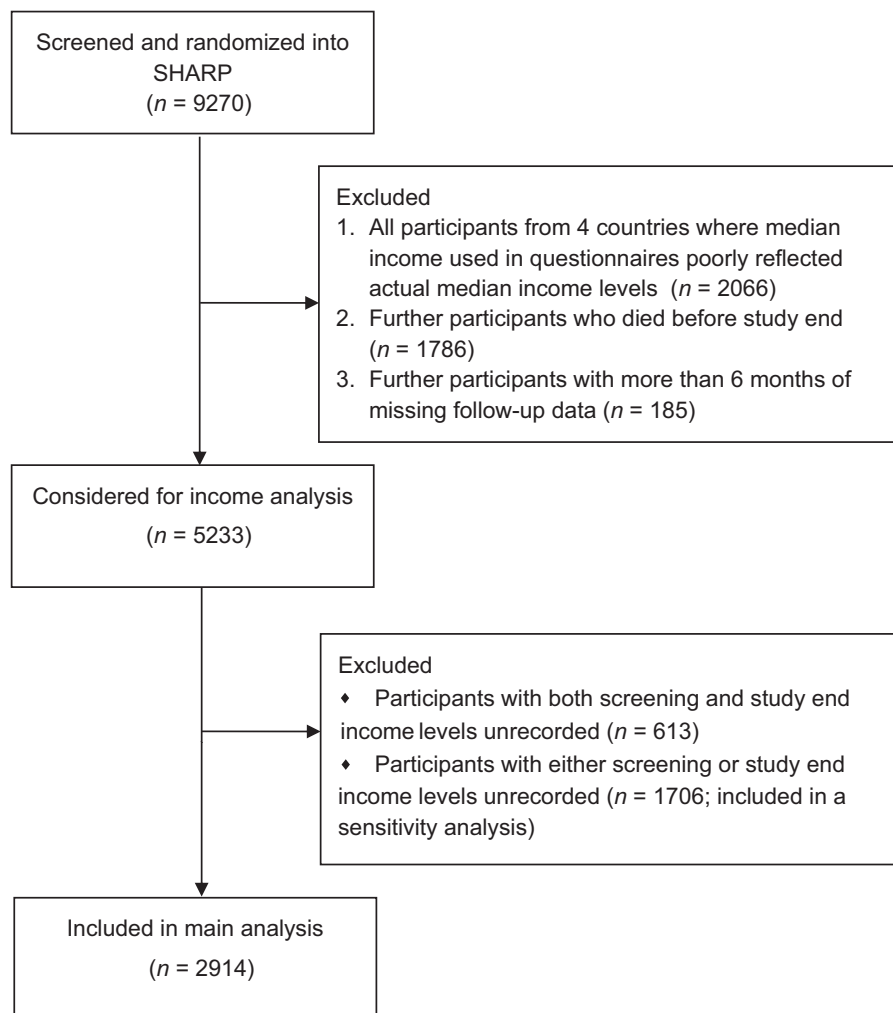 Screened and randomized into
SHARP
(n = 9270)
Excluded
1. All participants from 4 countries where median
income used in questionnaires poorly reflected
actual median income levels (n = 2066)
2. Further participants who died before study end
(n = 1786)
3. Further participants with more than 6 months of
missing follow-up data (n = 185)
Considered for income analysis
(n = 5233)
Excluded
♦ Participants with both screening and study end
income levels unrecorded (n = 613)
♦ Participants with either screening or study end
income levels unrecorded (n = 1706; included in a
sensitivity analysis)
Included in main analysis
(n = 2914)